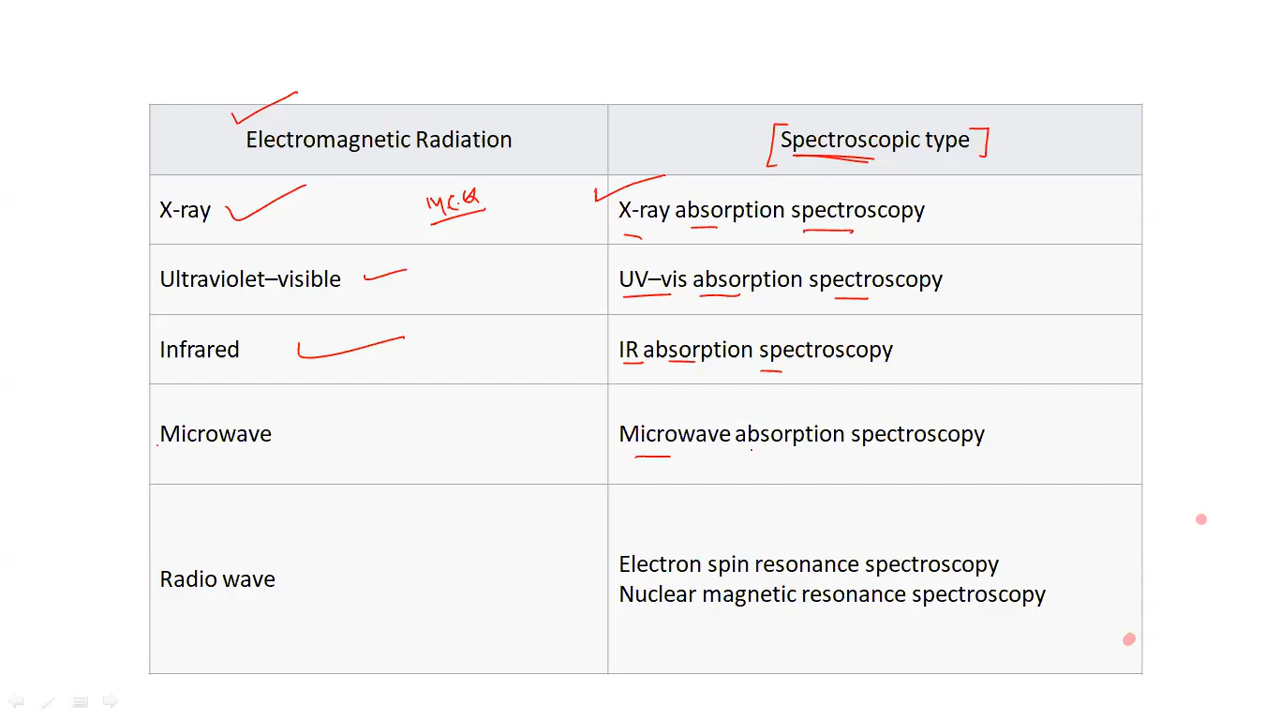 Electromagnetic Radiation
Spectroscopic type
X-ray
M.C.Q
X-ray absorption spectroscopy
Ultraviolet–visible
UV–vis absorption spectroscopy
Infrared
IR absorption spectroscopy
Microwave
Microwave absorption spectroscopy
Radio wave
Electron spin resonance spectroscopy
Nuclear magnetic resonance spectroscopy